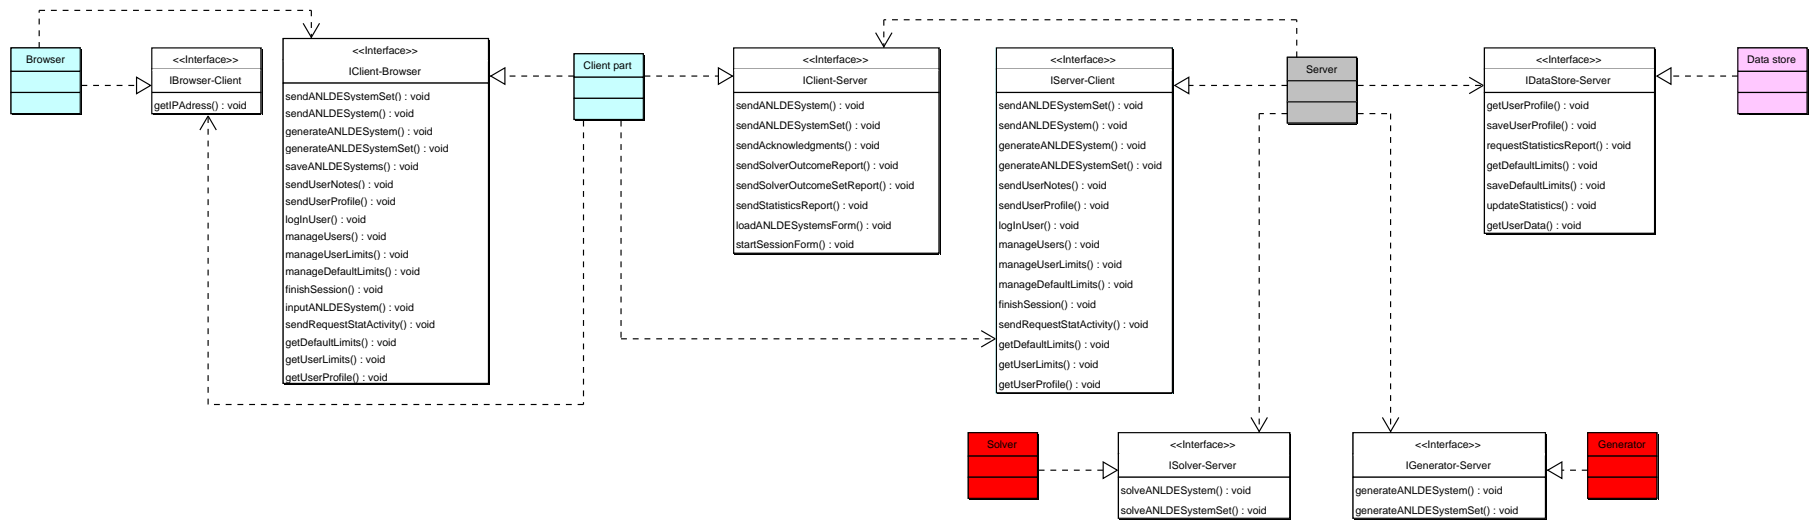 Browser
<<Interface>>
IBrowser-Client
getIPAdress() : void
<<Interface>>
IClient-Browser
sendANLDESystemSet() : void
sendANLDESystem() : void
generateANLDESystem() : void
generateANLDESystemSet() : void
saveANLDESystems() : void
sendUserNotes() : void
sendUserProfile() : void
logInUser() : void
manageUsers() : void
manageUserLimits() : void
manageDefaultLimits() : void
finishSession() : void
inputANLDESystem() : void
sendRequestStatActivity() : void
getDefaultLimits() : void
getUserLimits() : void
getUserProfile() : void
Client part
<<Interface>>
IClient-Server
sendANLDESystem() : void
sendANLDESystemSet() : void
sendAcknowledgments() : void
sendSolverOutcomeReport() : void
sendSolverOutcomeSetReport() : void
sendStatisticsReport() : void
loadANLDESystemsForm() : void
startSessionForm() : void
<<Interface>>
IServer-Client
sendANLDESystemSet() : void
sendANLDESystem() : void
generateANLDESystem() : void
generateANLDESystemSet() : void
sendUserNotes() : void
sendUserProfile() : void
logInUser() : void
manageUsers() : void
manageUserLimits() : void
manageDefaultLimits() : void
finishSession() : void
sendRequestStatActivity() : void
getDefaultLimits() : void
getUserLimits() : void
getUserProfile() : void
Server
<<Interface>>
IDataStore-Server
getUserProfile() : void
saveUserProfile() : void
requestStatisticsReport() : void
getDefaultLimits() : void
saveDefaultLimits() : void
updateStatistics() : void
getUserData() : void
Data store
Solver
<<Interface>>
ISolver-Server
solveANLDESystem() : void
solveANLDESystemSet() : void
<<Interface>>
IGenerator-Server
generateANLDESystem() : void
generateANLDESystemSet() : void
Generator